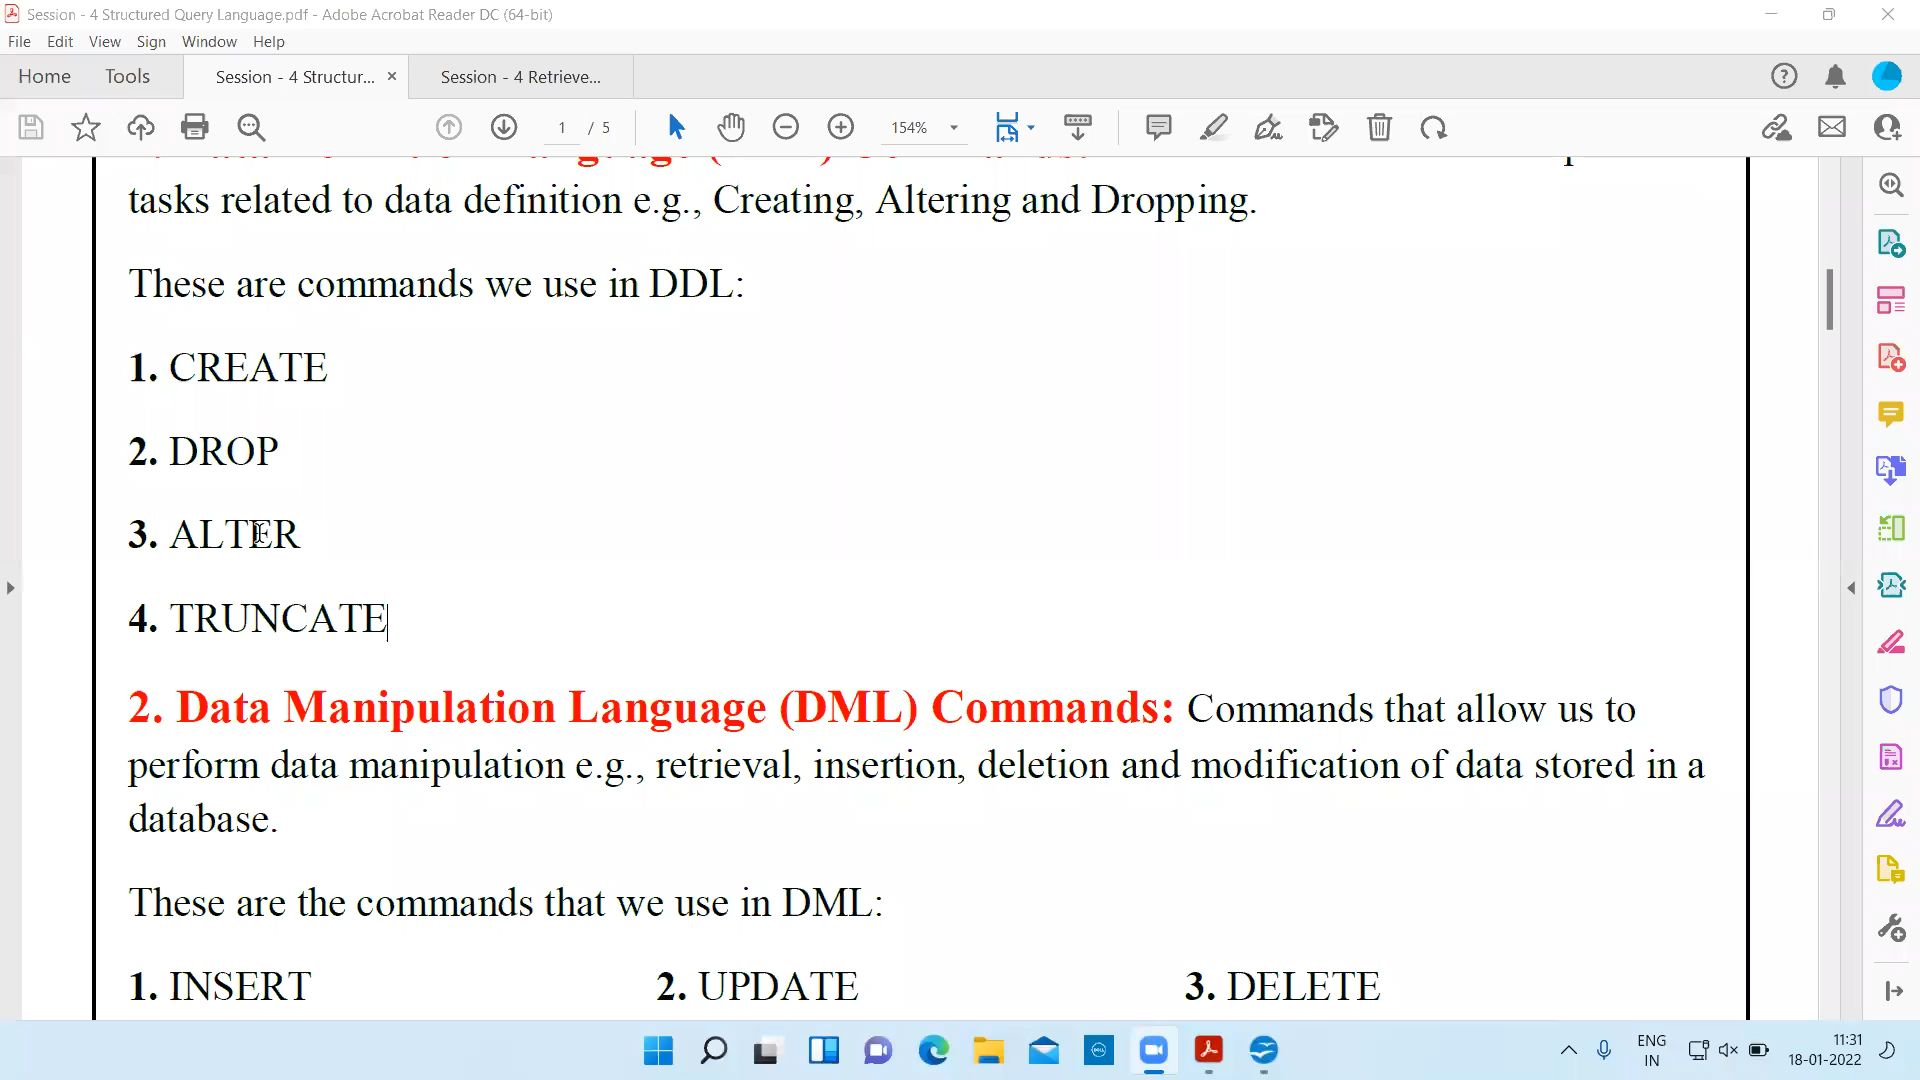 Session - 4 Structured Query Language.pdf - Adobe Acrobat Reader DC (64-bit)
File Edit View Sign Window Help
Home Tools Session - 4 Structur... × Session - 4 Retrieve...
1 / 5 154%
tasks related to data definition e.g., Creating, Altering and Dropping.
These are commands we use in DDL:
1. CREATE
2. DROP
3. ALTER
4. TRUNCATE
2. Data Manipulation Language (DML) Commands: Commands that allow us to
perform data manipulation e.g., retrieval, insertion, deletion and modification of data stored in a
database.
These are the commands that we use in DML:
1. INSERT 2. UPDATE 3. DELETE
ENG
IN
11:31
18-01-2022